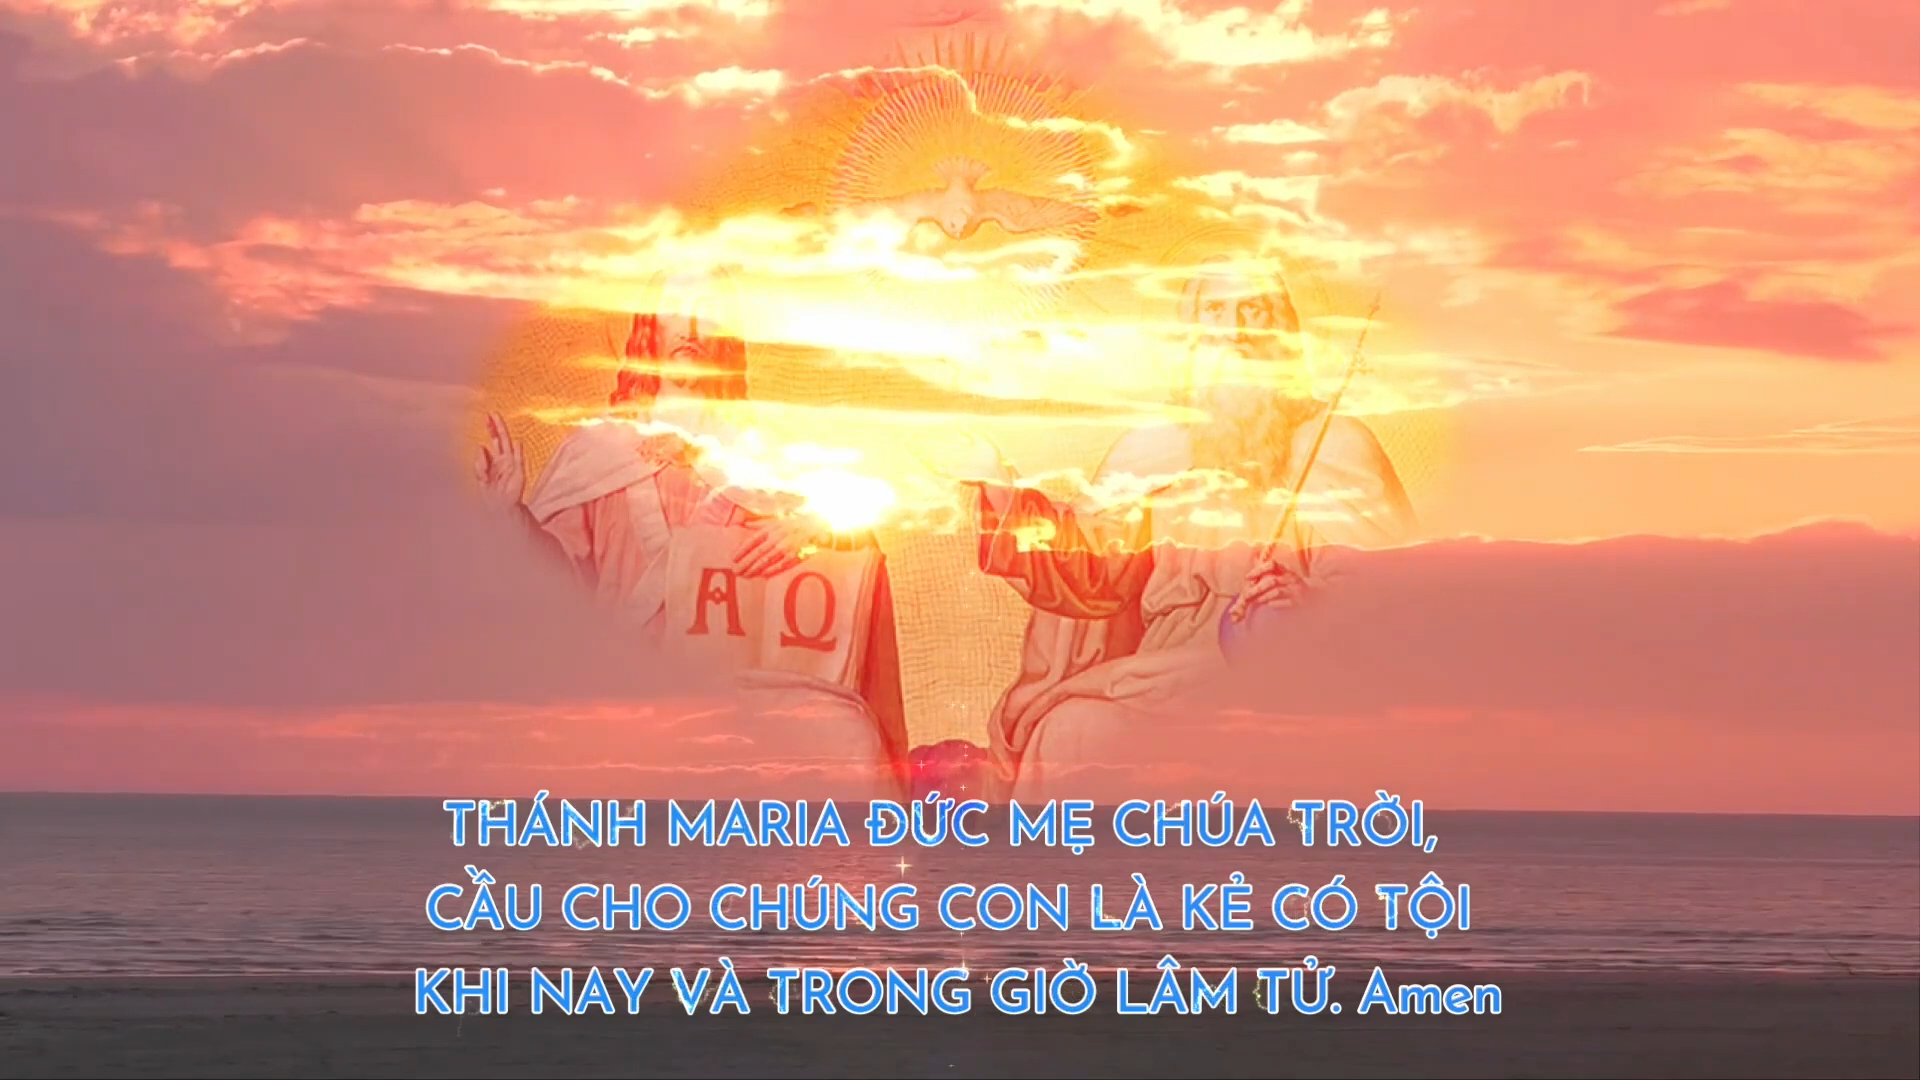 Α Ω
THÁNH MARIA ĐỨC MẸ CHÚA TRỜI,
CẦU CHO CHÚNG CON LÀ KẺ CÓ TỘI
KHI NAY VÀ TRONG GIỜ LÂM TỬ. Amen